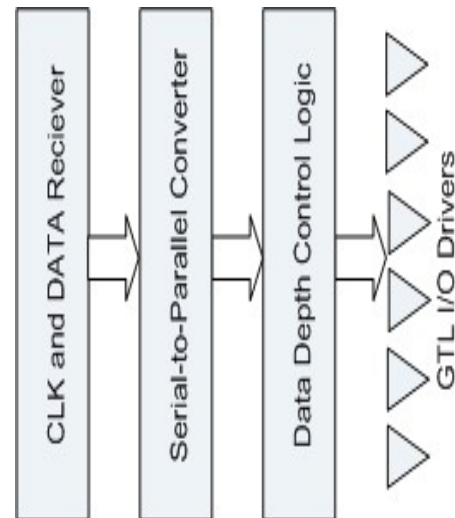 CLK and DATA Reciever
Serial-to-Parallel Converter
Data Depth Control Logic
GTL I/O Drivers